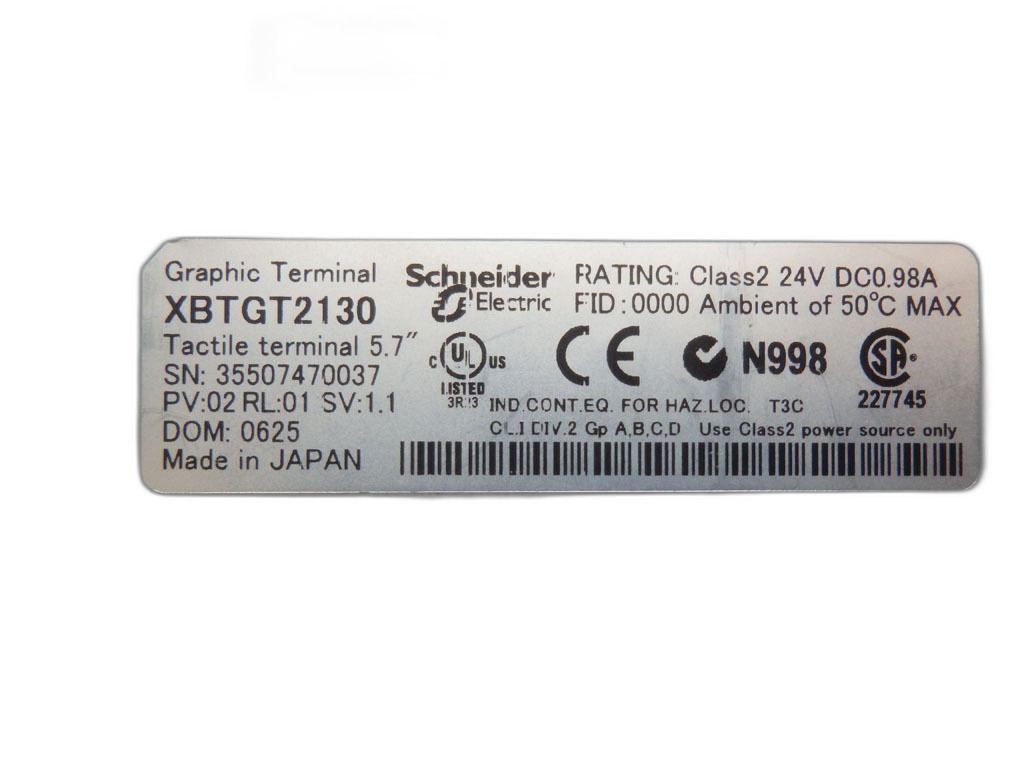 Graphic Terminal
XBTGT2130
Tactile terminal 5.7"
SN: 35507470037
PV:02 RL:01 SV:1.1
DOM: 0625
Made in JAPAN
Schneider
Electric
RATING: Class2 24V DC0.98A
FID:0000 Ambient of 50°C MAX
C UL US
LISTED
CE
N998
SA
227745
IND.CONT.EQ. FOR HAZ.LOC. T3C
CL.I DIV.2 Gp A,B,C,D Use Class2 power source only